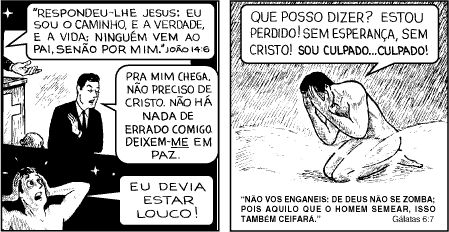 "RESPONDEU-LHE JESUS: EU
SOU O CAMINHO, E A VERDADE,
E A VIDA; NINGUÉM VEM AO
PAI, SENÃO POR MIM." JOÃO 14:6
PRA MIM CHEGA,
NÃO PRECISO DE
CRISTO. NÃO HÁ
NADA DE
ERRADO COMIGO.
DEIXEM-ME EM
PAZ.
EU DEVIA
ESTAR
LOUCO!
QUE POSSO DIZER? ESTOU
PERDIDO! SEM ESPERANÇA, SEM
CRISTO! SOU CULPADO...CULPADO!
"NÃO VOS ENGANEIS: DE DEUS NÃO SE ZOMBA;
POIS AQUILO QUE O HOMEM SEMEAR, ISSO
TAMBÉM CEIFARÁ." Gálatas 6:7